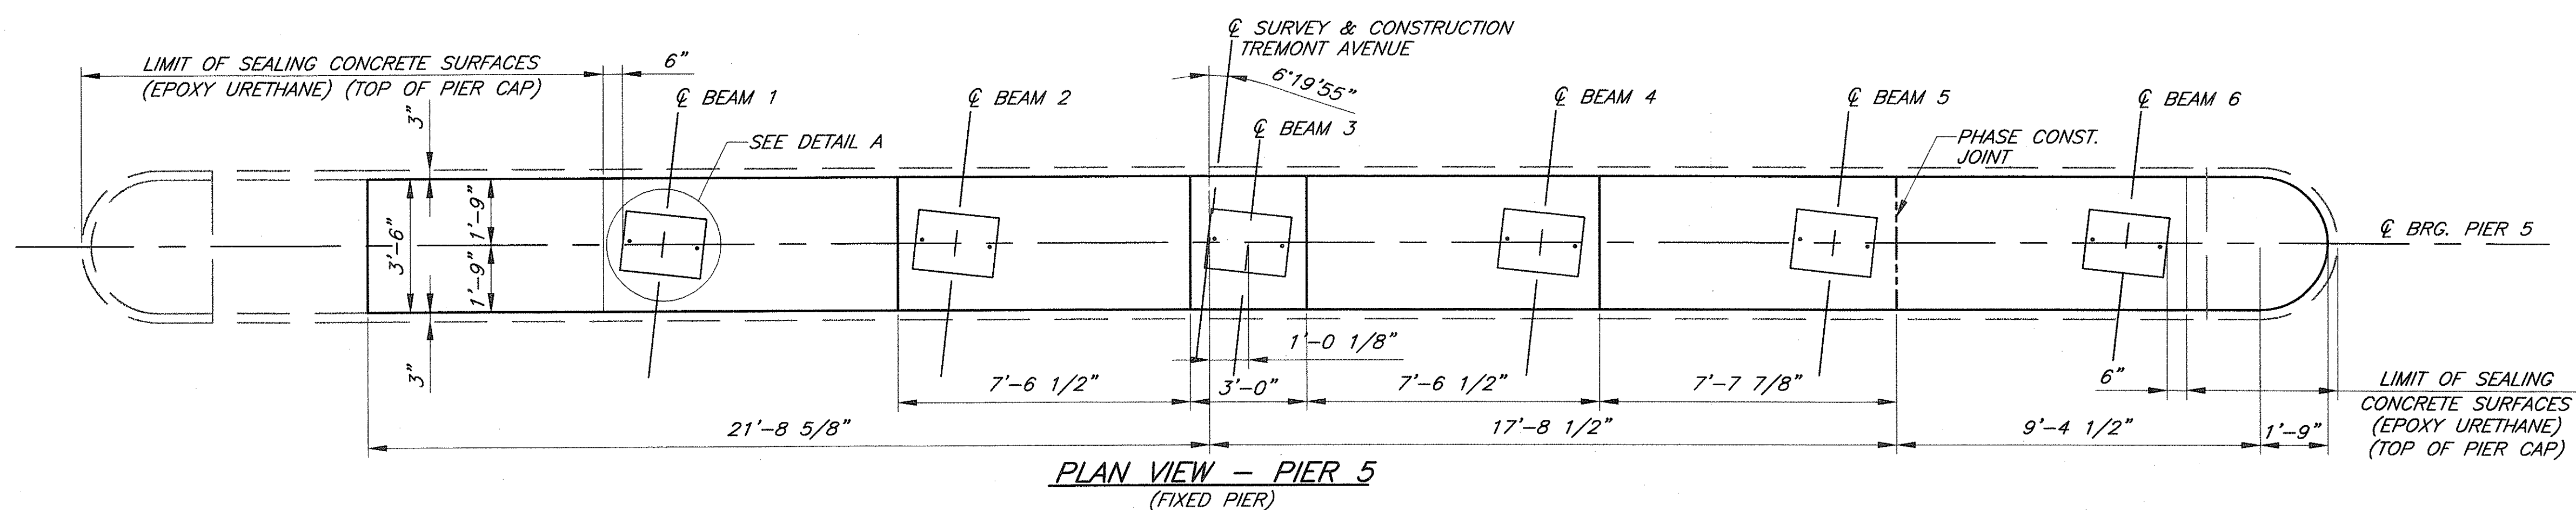 ℄ SURVEY & CONSTRUCTION
TREMONT AVENUE
LIMIT OF SEALING CONCRETE SURFACES
(EPOXY URETHANE) (TOP OF PIER CAP)
6"
6°19'55"
3"
℄ BEAM 1
℄ BEAM 2
℄ BEAM 3
℄ BEAM 4
℄ BEAM 5
℄ BEAM 6
SEE DETAIL A
PHASE CONST.
JOINT
3'-6"
1'-9"
1'-9"
℄ BRG. PIER 5
3"
1'-0 1/8"
7'-6 1/2"
3'-0"
7'-6 1/2"
7'-7 7/8"
6"
LIMIT OF SEALING
CONCRETE SURFACES
(EPOXY URETHANE)
(TOP OF PIER CAP)
21'-8 5/8"
17'-8 1/2"
9'-4 1/2"
1'-9"
PLAN VIEW - PIER 5
(FIXED PIER)